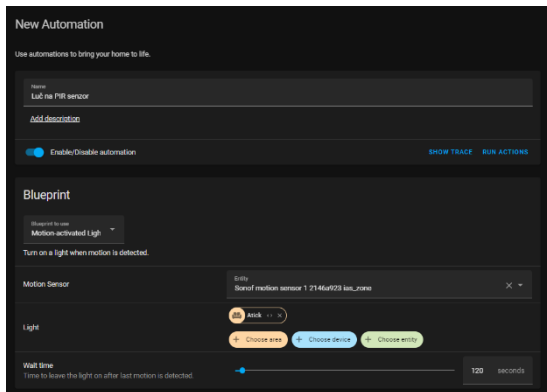 New Automation
Use automations to bring your home to life.
Name
Luč na PIR senzor
Add description
Enable/Disable automation
SHOW TRACE RUN ACTIONS
Blueprint
Blueprint to use
Motion-activated Ligh
Turn on a light when motion is detected.
Motion Sensor
Entity
Sonof motion sensor 1 2146a923 ias_zone
Light
Atick
+ Choose area + Choose device + Choose entity
Wait time
Time to leave the light on after last motion is detected.
120 seconds